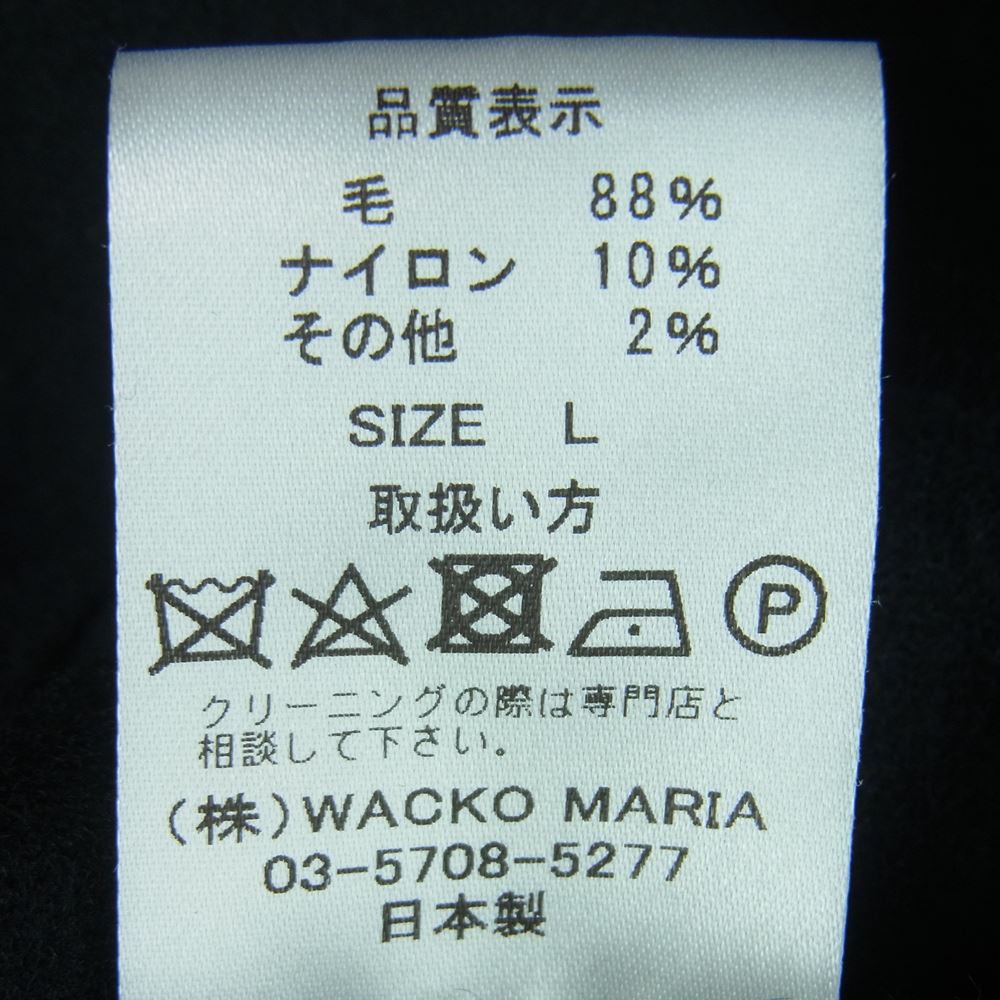 品質表示
毛 88%
ナイロン 10%
その他 2%
SIZE L
取扱い方
P
クリーニングの際は専門店と
相談して下さい。
(株)WACKO MARIA
03-5708-5277
日本製